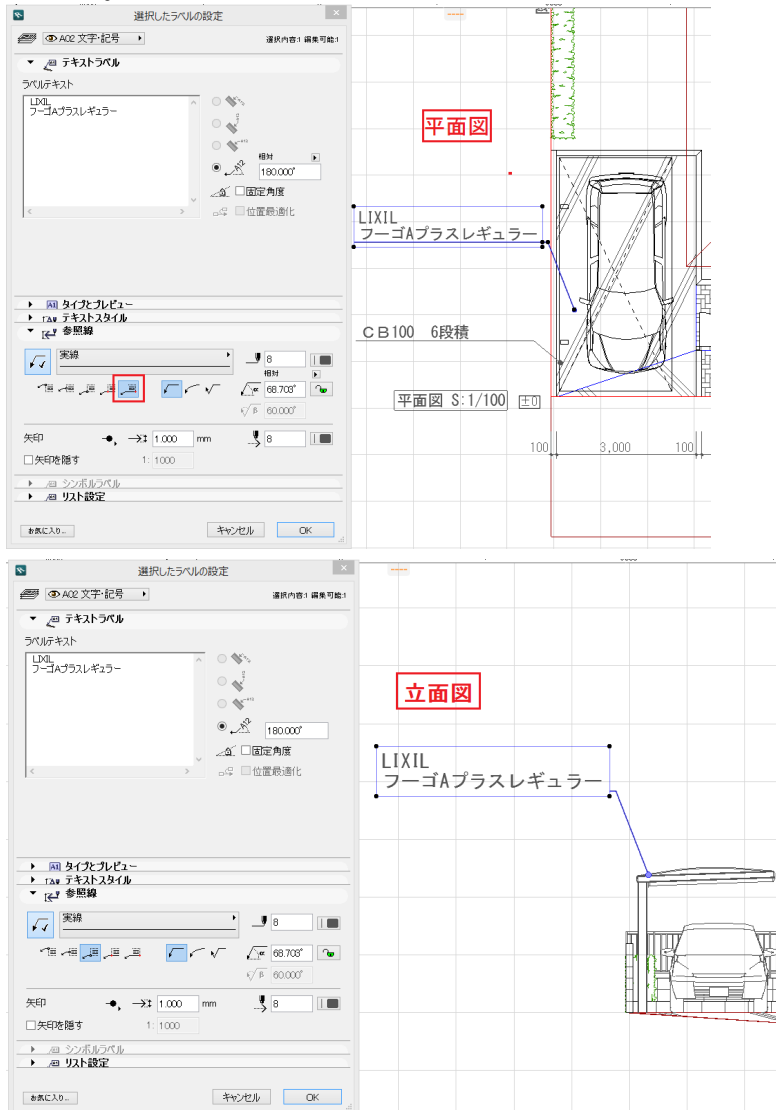 選択したラベルの設定
A02 文字・記号
選択内容:1 編集可能:1
テキストラベル
ラベルテキスト
LIXIL
フーゴAプラスレギュラー
相対
180.000°
固定角度
位置最適化
タイプとプレビュー
テキストスタイル
参照線
実線
8
相対
α 68.703°
β 60.000°
矢印
1.000 mm
8
矢印を隠す
1: 1000
シンボルラベル
リスト設定
お気に入り...
キャンセル
OK
平面図
LIXIL
フーゴAプラスレギュラー
CB100 6段積
平面図 S:1/100
±0
100
3,000
100
選択したラベルの設定
A02 文字・記号
選択内容:1 編集可能:1
テキストラベル
ラベルテキスト
LIXIL
フーゴAプラスレギュラー
180.000°
固定角度
位置最適化
タイプとプレビュー
テキストスタイル
参照線
実線
8
α 68.703°
β 60.000°
矢印
1.000 mm
8
矢印を隠す
1: 1000
シンボルラベル
リスト設定
お気に入り...
キャンセル
OK
立面図
LIXIL
フーゴAプラスレギュラー